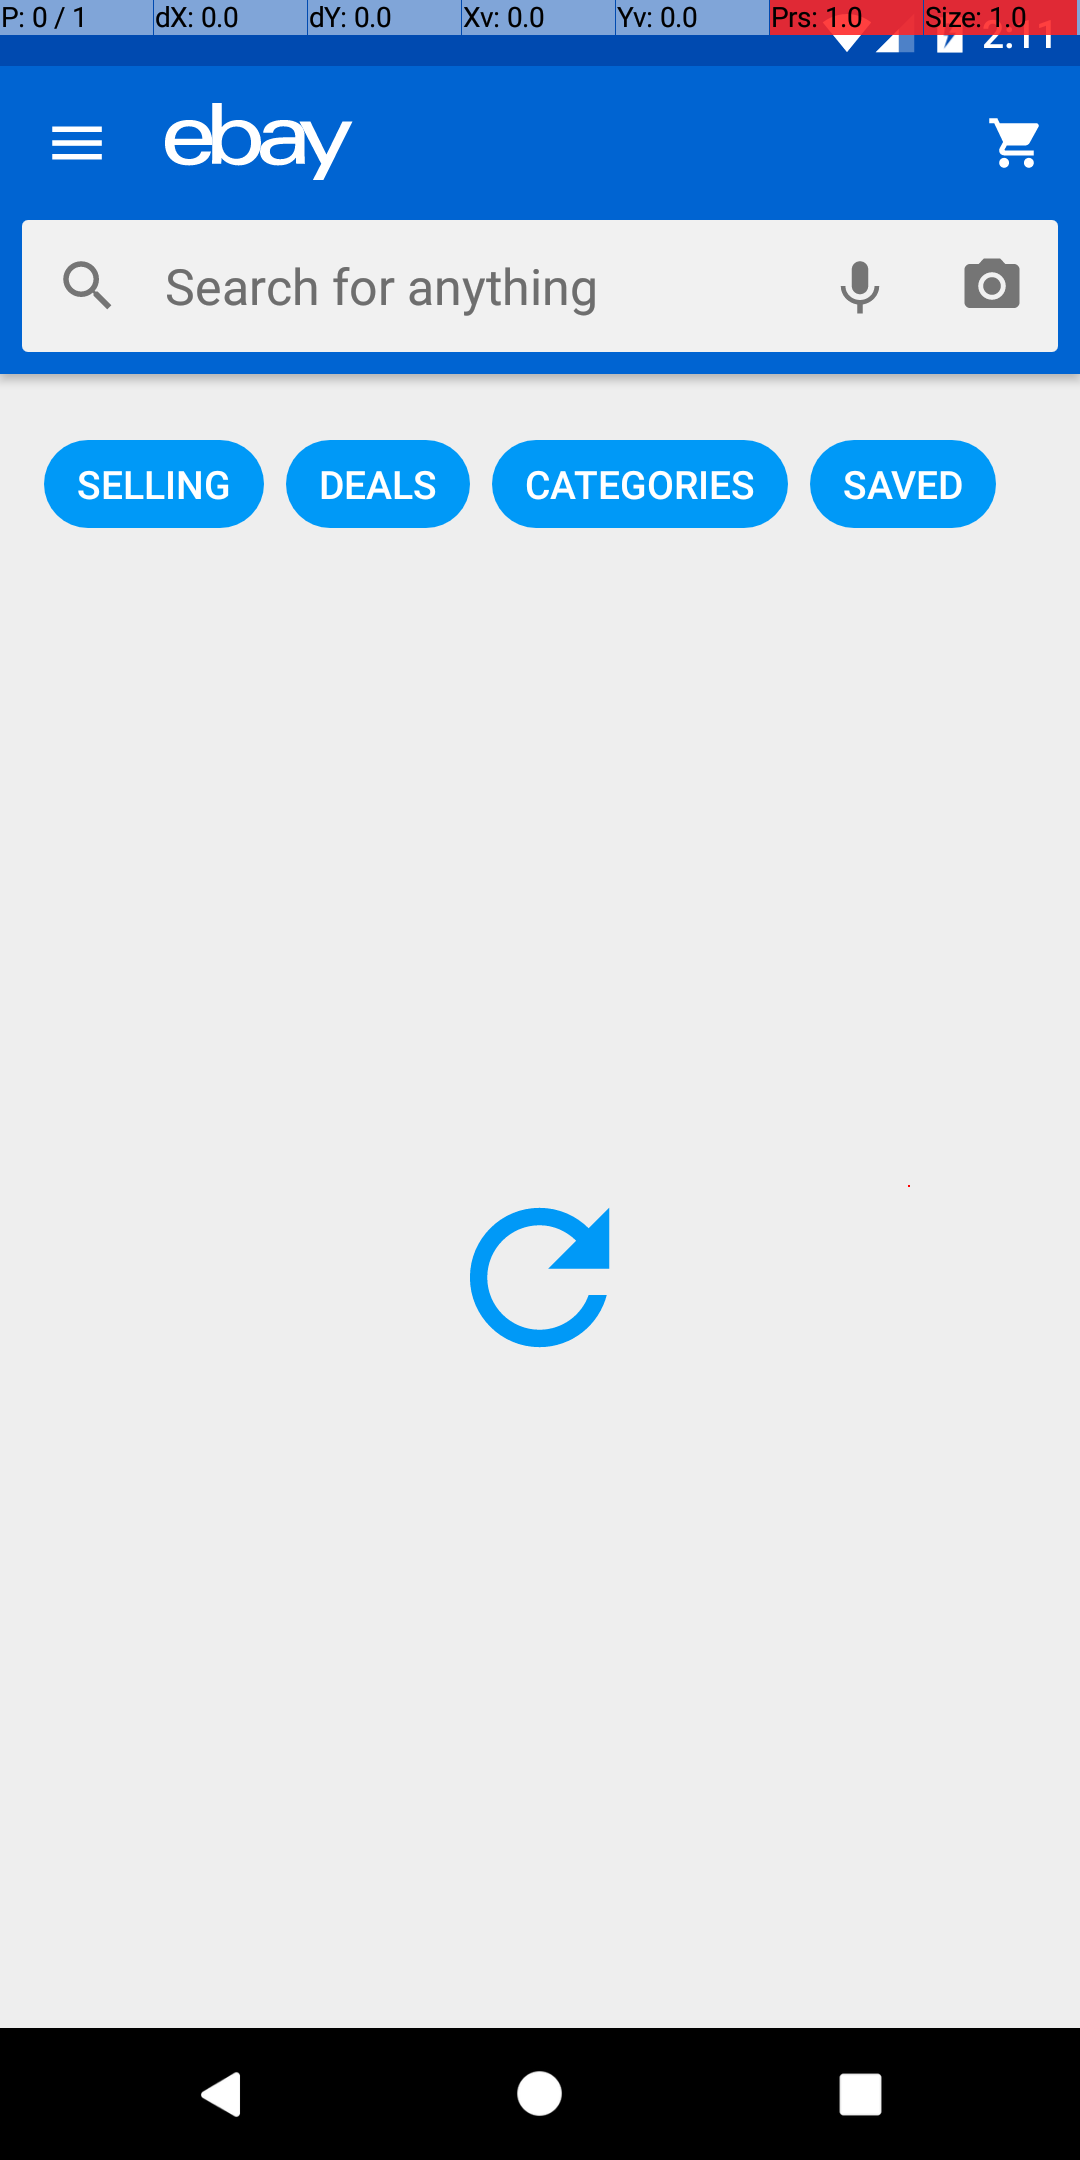 P: 0 / 1 dX: 0.0 dY: 0.0 Xv: 0.0 Yv: 0.0 Prs: 1.0 Size: 1.0
2:11
ebay
Search for anything
SELLING DEALS CATEGORIES SAVED